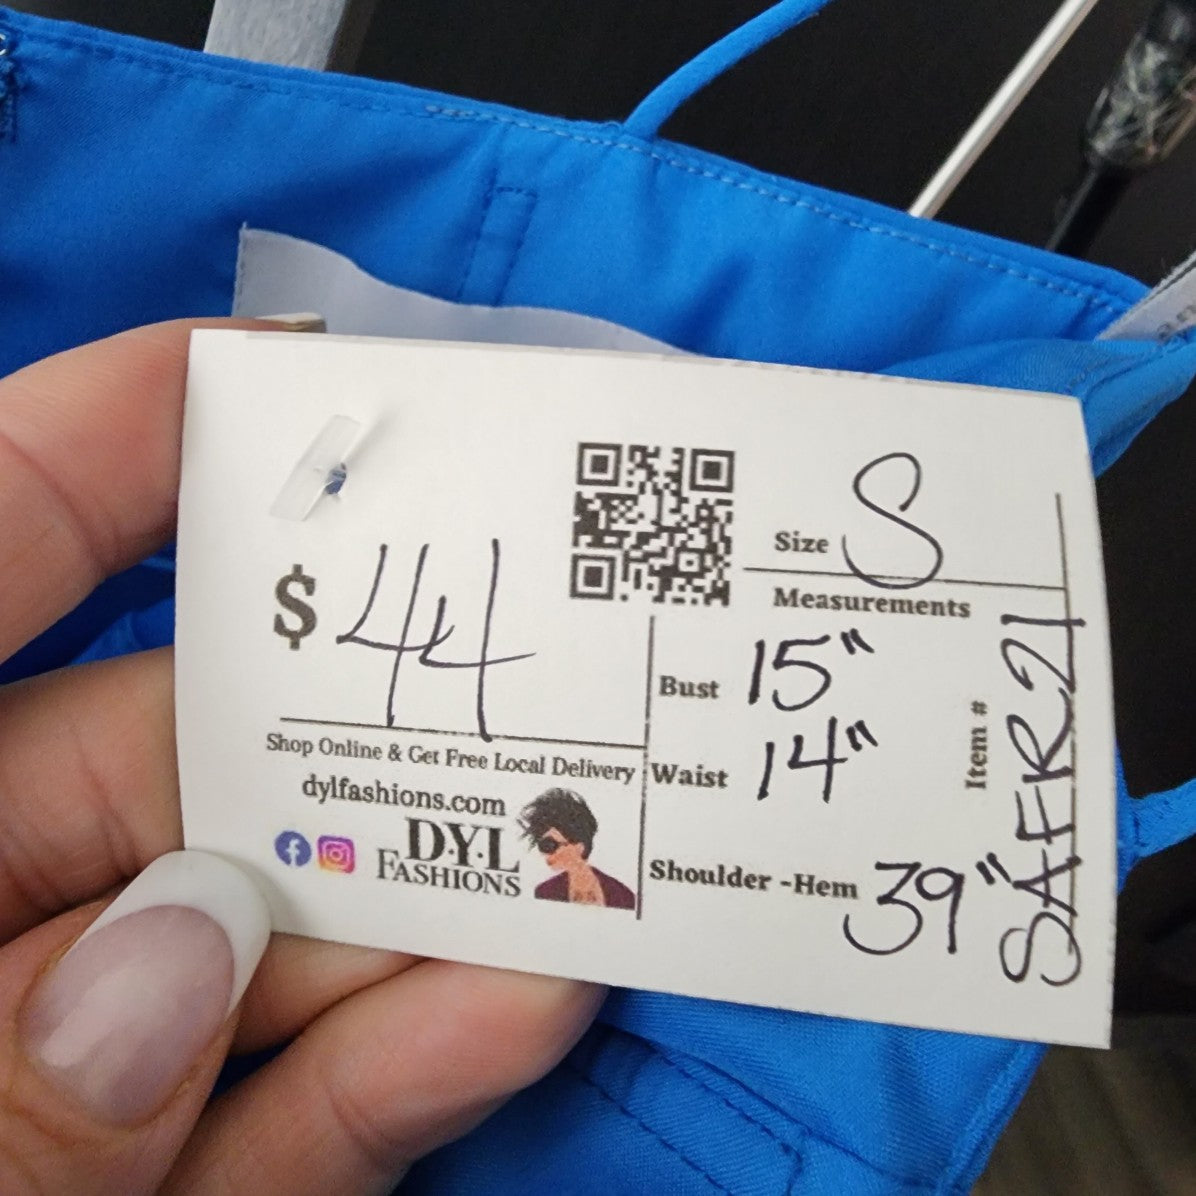 $ 44
Shop Online & Get Free Local Delivery
dylfashions.com
D.Y.L
FASHIONS
Size S
Measurements
Bust 15"
Waist 14"
Shoulder -Hem 39"
Item # SAFR21